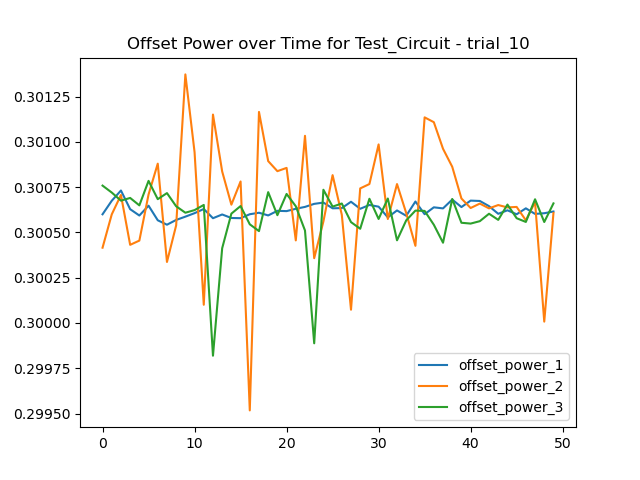 Offset Power over Time for Test_Circuit - trial_10
0.30125
0.30100
0.30075
0.30050
0.30025
0.30000
0.29975
0.29950
offset_power_1
offset_power_2
offset_power_3
0 10 20 30 40 50